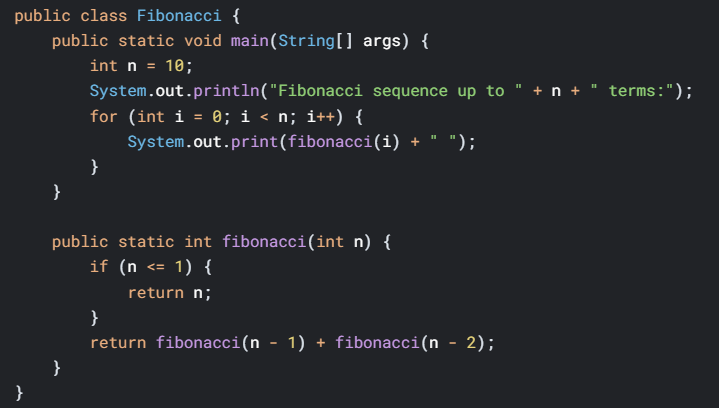 public class Fibonacci {
    public static void main(String[] args) {
        int n = 10;
        System.out.println("Fibonacci sequence up to " + n + " terms:");
        for (int i = 0; i < n; i++) {
            System.out.print(fibonacci(i) + " ");
        }
    }

    public static int fibonacci(int n) {
        if (n <= 1) {
            return n;
        }
        return fibonacci(n - 1) + fibonacci(n - 2);
    }
}